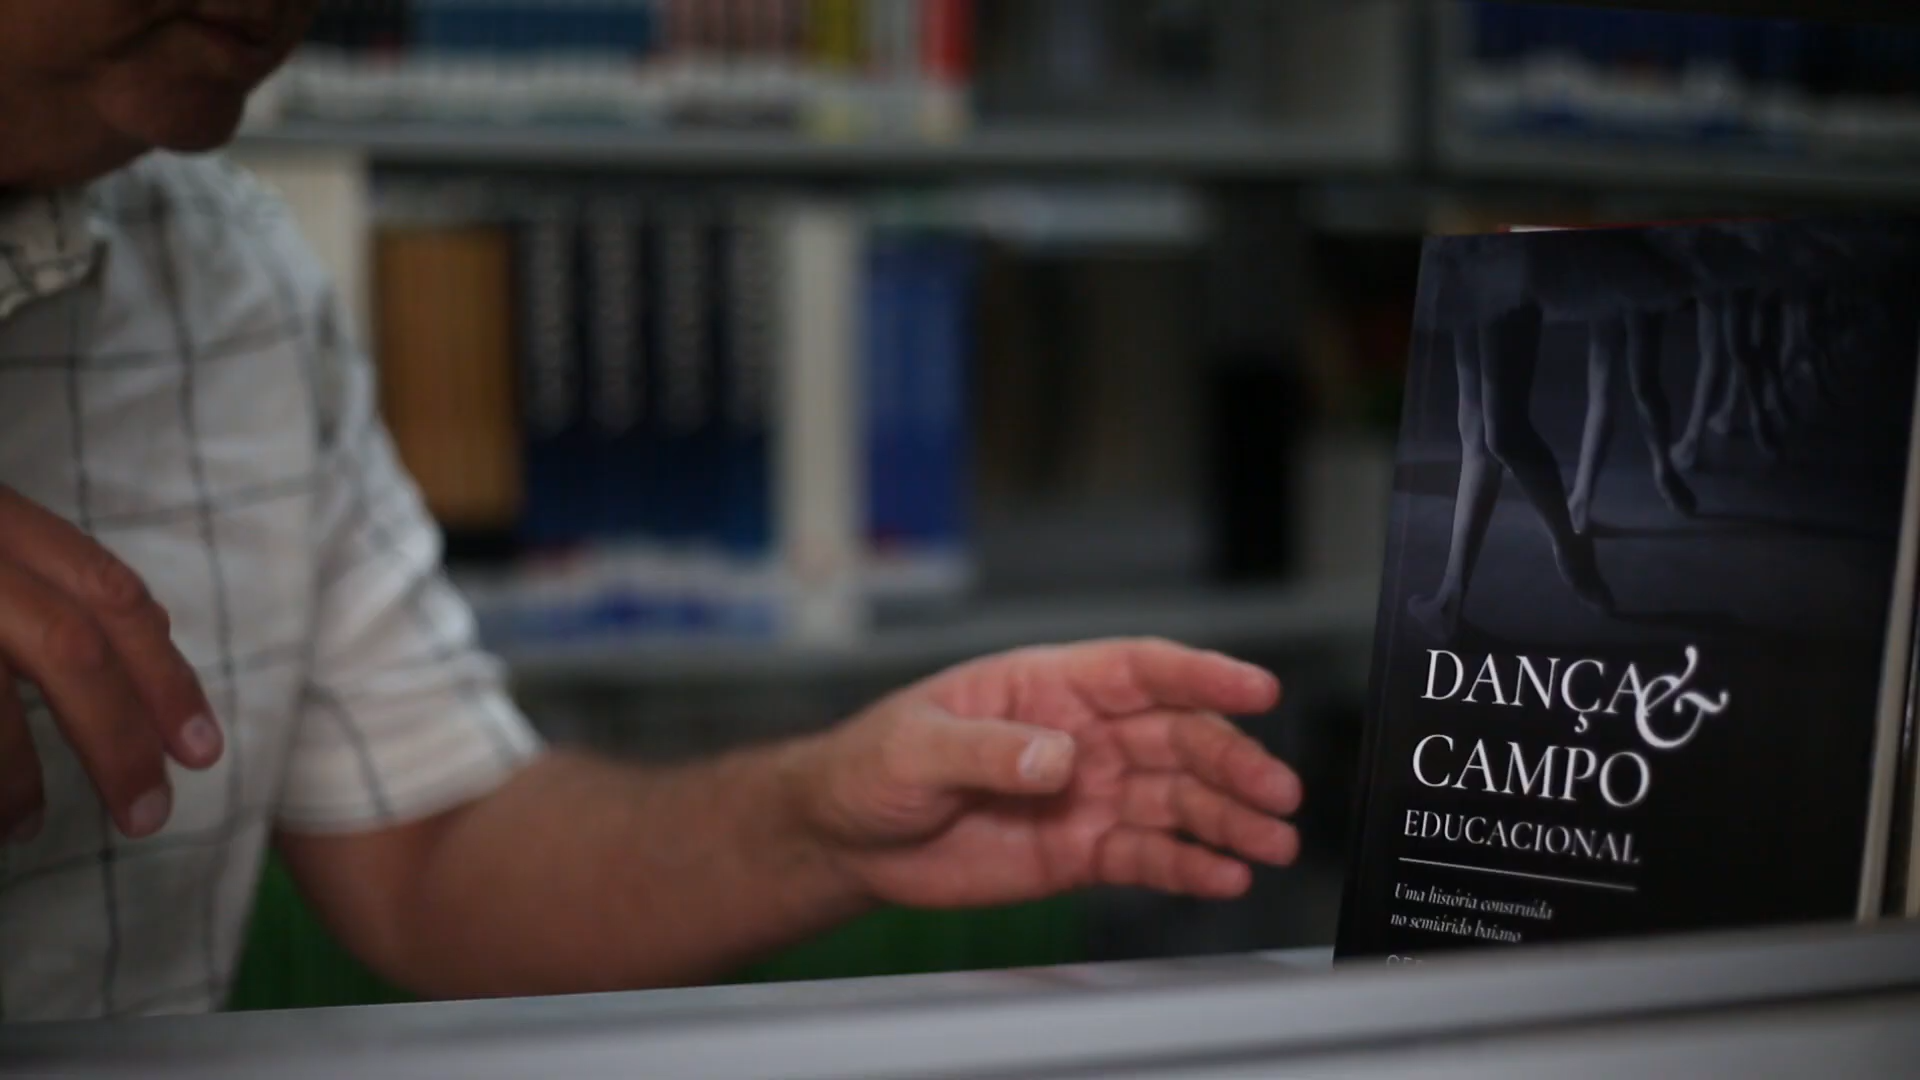 DANÇA &
CAMPO
EDUCACIONAL
Uma história construída
no semiárido baiano